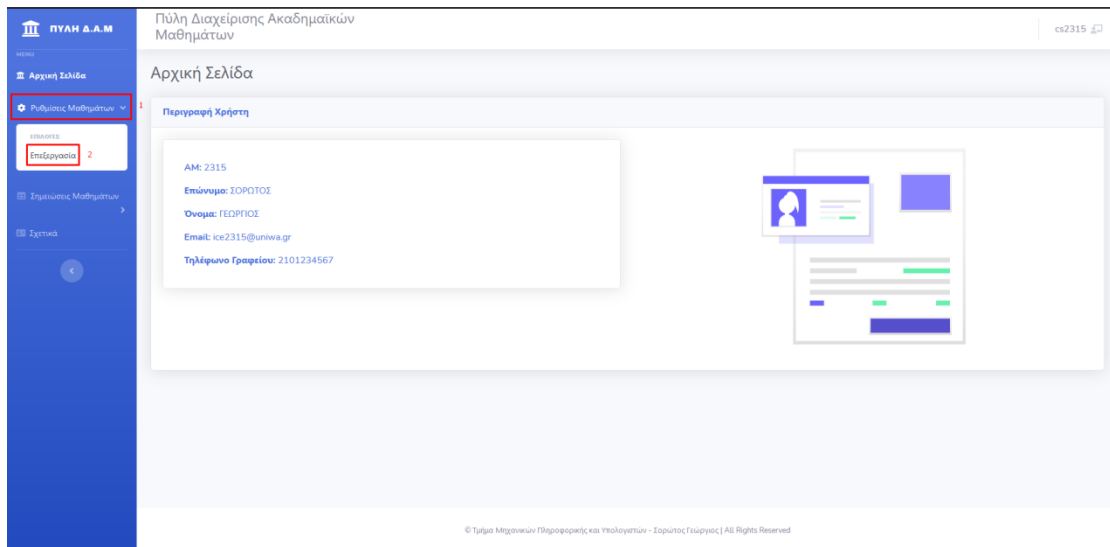 ΠΥΛΗ Δ.Α.Μ
Πύλη Διαχείρισης Ακαδημαϊκών
Μαθημάτων
cs2315
MENU
Αρχική Σελίδα
Αρχική Σελίδα
Ρυθμίσεις Μαθημάτων
1
Περιγραφή Χρήστη
ΕΠΙΛΟΓΕΣ
Επεξεργασία 2
ΑΜ: 2315
Επώνυμο: ΣΟΡΩΤΟΣ
Όνομα: ΓΕΩΡΓΙΟΣ
Email: ice2315@uniwa.gr
Τηλέφωνο Γραφείου: 2101234567
Σημειώσεις Μαθημάτων
Σχετικά
© Τμήμα Μηχανικών Πληροφορικής και Υπολογιστών - Σορώτος Γεώργιος | All Rights Reserved